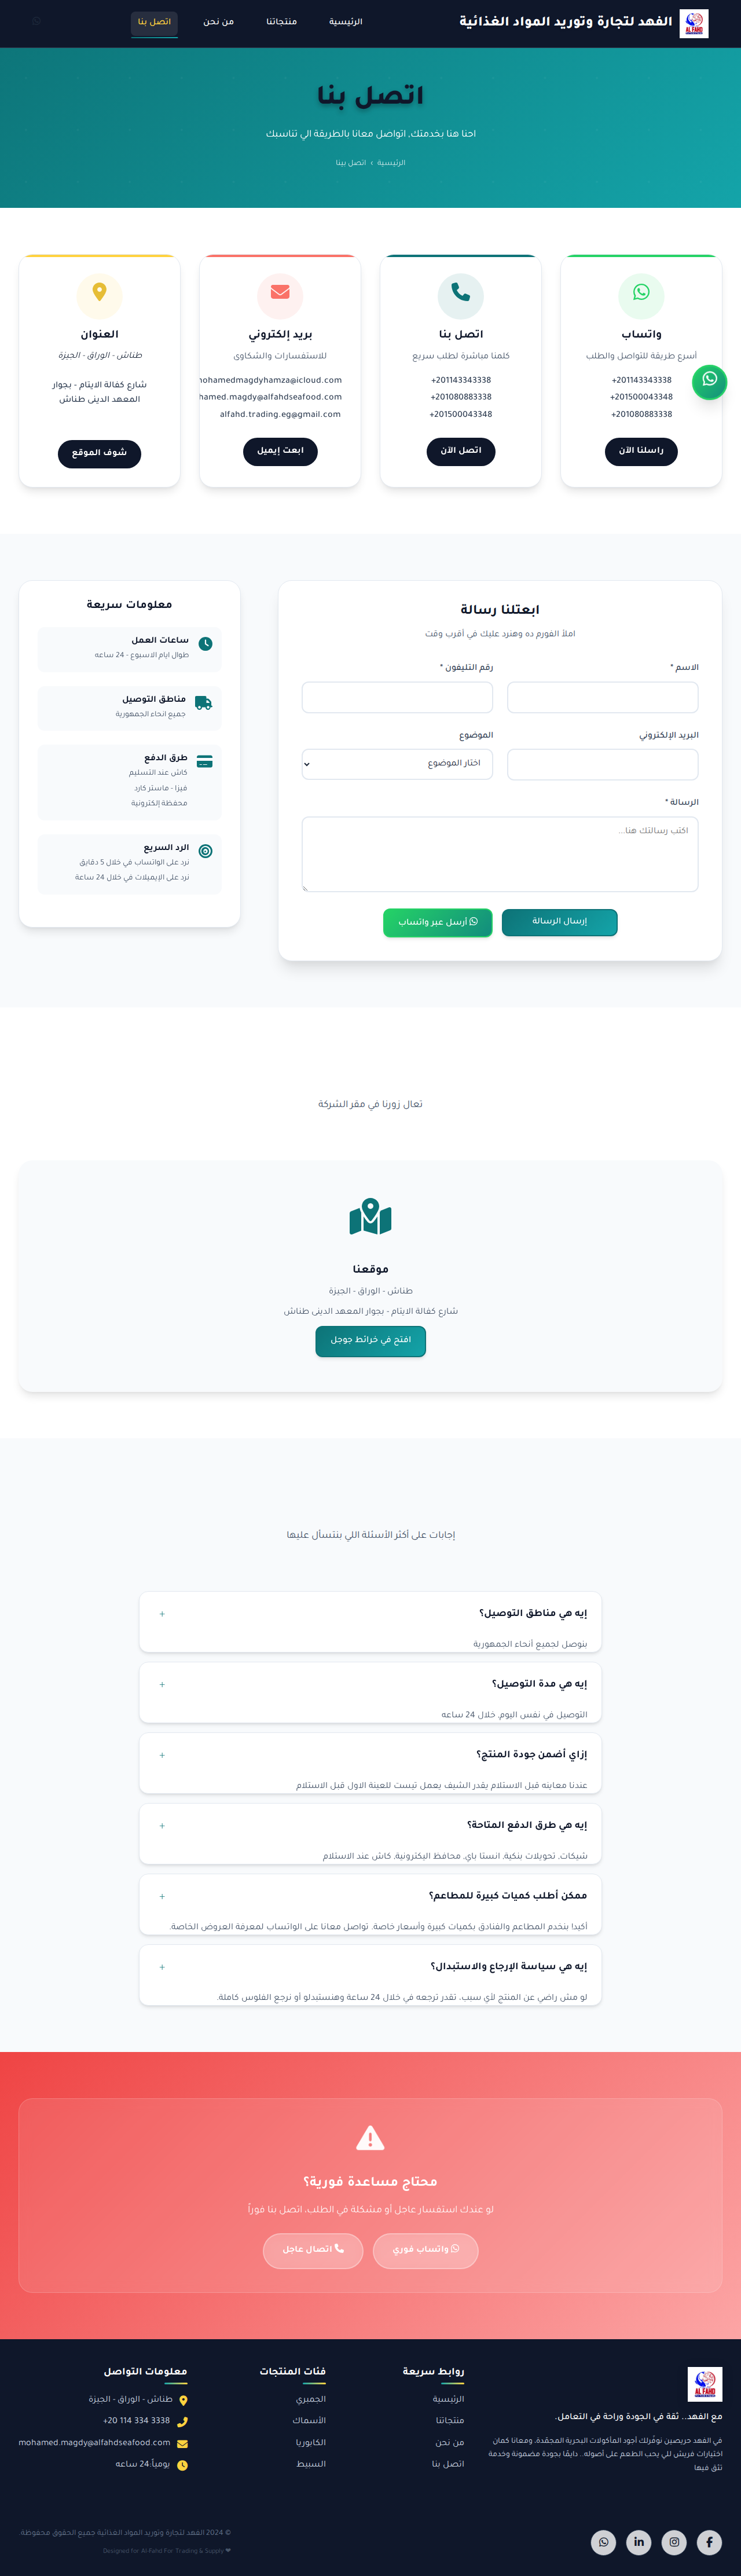 الفهد لتجارة وتوريد المواد الغذائية
الرئيسية
منتجاتنا
من نحن
اتصل بنا
اتصل بنا
احنا هنا بخدمتك, اتواصل معانا بالطريقة الي تناسبك
الرئيسية › اتصل بينا
واتساب
أسرع طريقة للتواصل والطلب
+201143343338
+201500043348
+201080883338
راسلنا الآن
اتصل بنا
كلمنا مباشرة لطلب سريع
+201143343338
+201080883338
+201500043348
اتصل الآن
بريد إلكتروني
للاستفسارات والشكاوى
mohamedmagdyhamza@icloud.com
hamed.magdy@alfahdseafood.com
alfahd.trading.eg@gmail.com
ابعت إيميل
العنوان
طناش - الوراق - الجيزة
شارع كفالة الايتام - بجوار
المعهد الدينى طناش
شوف الموقع
ابعتلنا رسالة
املأ الفورم ده وهنرد عليك في أقرب وقت
الاسم *
رقم التليفون *
البريد الإلكتروني
الموضوع
اختار الموضوع
الرسالة *
اكتب رسالتك هنا...
إرسال الرسالة
أرسل عبر واتساب
معلومات سريعة
ساعات العمل
طوال ايام الاسبوع - 24 ساعه
مناطق التوصيل
جميع انحاء الجمهورية
طرق الدفع
كاش عند التسليم
فيزا - ماستر كارد
محفظة إلكترونية
الرد السريع
نرد على الواتساب في خلال 5 دقايق
نرد على الإيميلات في خلال 24 ساعة
تعال زورنا في مقر الشركة
موقعنا
طناش - الوراق - الجيزة
شارع كفالة الايتام - بجوار المعهد الدينى طناش
افتح في خرائط جوجل
إجابات على أكثر الأسئلة اللي بنتسأل عليها
إيه هي مناطق التوصيل؟
+
بنوصل لجميع أنحاء الجمهورية
إيه هي مدة التوصيل؟
+
التوصيل في نفس اليوم, خلال 24 ساعه
إزاي أضمن جودة المنتج؟
+
عندنا معاينه قبل الاستلام يقدر الشيف يعمل تيست للعينة الاول قبل الاستلام
إيه هي طرق الدفع المتاحة؟
+
شيكات, تحويلات بنكية, انستا باي, محافظ اليكترونية, كاش عند الاستلام
ممكن أطلب كميات كبيرة للمطاعم؟
+
أكيد! بنخدم المطاعم والفنادق بكميات كبيرة وأسعار خاصة. تواصل معانا على الواتساب لمعرفة العروض الخاصة.
إيه هي سياسة الإرجاع والاستبدال؟
+
لو مش راضي عن المنتج لأي سبب، تقدر ترجعه في خلال 24 ساعة وهنستبدلو أو نرجع الفلوس كاملة.
محتاج مساعدة فورية؟
لو عندك استفسار عاجل أو مشكلة في الطلب، اتصل بنا فوراً
واتساب فوري
اتصال عاجل
AL FAHD
مع الفهد.. ثقة في الجودة وراحة في التعامل.
في الفهد حريصين نوفّرلك أجود المأكولات البحرية المجمّدة، ومعانا كمان
اختيارات فريش للي يحب الطعم على أصوله.. دايمًا بجودة مضمونة وخدمة
تثق فيها
روابط سريعة
الرئيسية
منتجاتنا
من نحن
اتصل بنا
فئات المنتجات
الجمبري
الأسماك
الكابوريا
السبيط
معلومات التواصل
طناش - الوراق - الجيزة
+20 114 334 3338
mohamed.magdy@alfahdseafood.com
يومياً:24 ساعه
© 2024 الفهد لتجارة وتوريد المواد الغذائية جميع الحقوق محفوظة.
Designed for Al-Fahd For Trading & Supply ❤